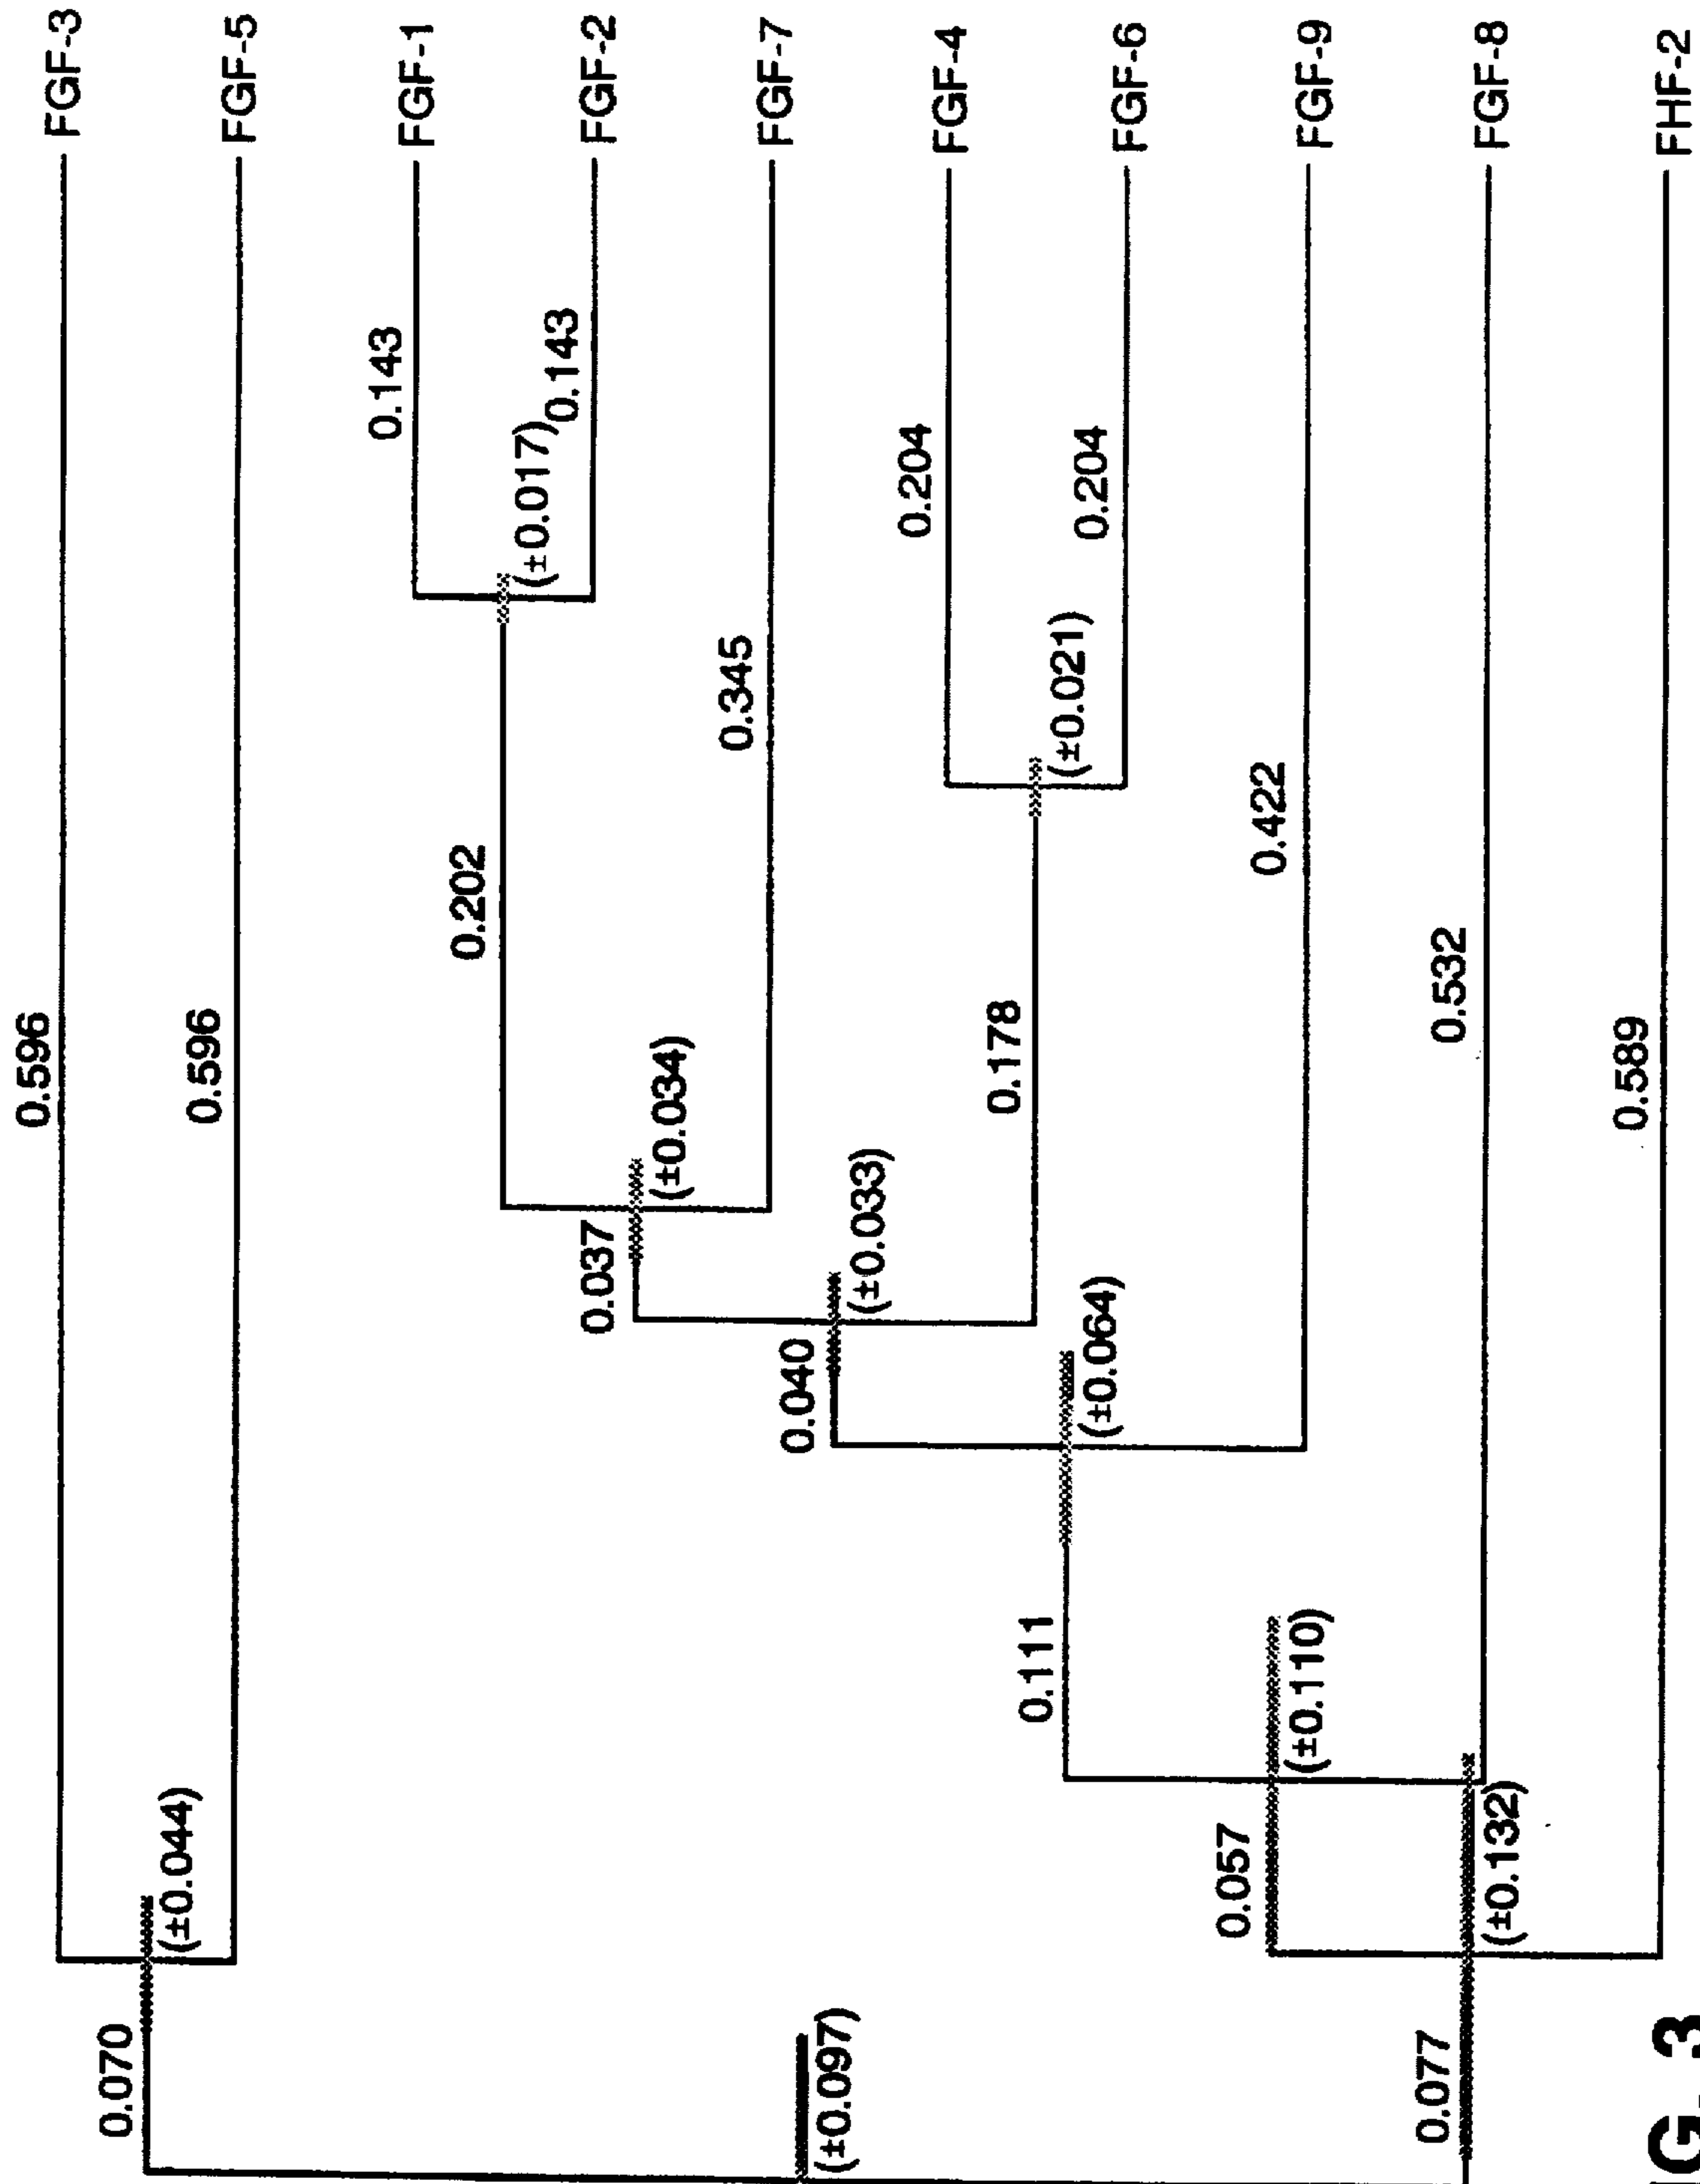 0.596
FGF-3
0.070
(±0.044)
0.596
FGF-5
0.143
FGF-1
0.202
(±0.017)
0.143
FGF-2
0.037
(±0.034)
0.345
FGF-7
0.040
(±0.033)
0.204
FGF-4
0.178
(±0.021)
0.204
FGF-6
(±0.097)
0.111
(±0.064)
0.422
FGF-9
0.057
(±0.110)
0.532
FGF-8
0.077
(±0.132)
0.589
FHF-2
G. 3